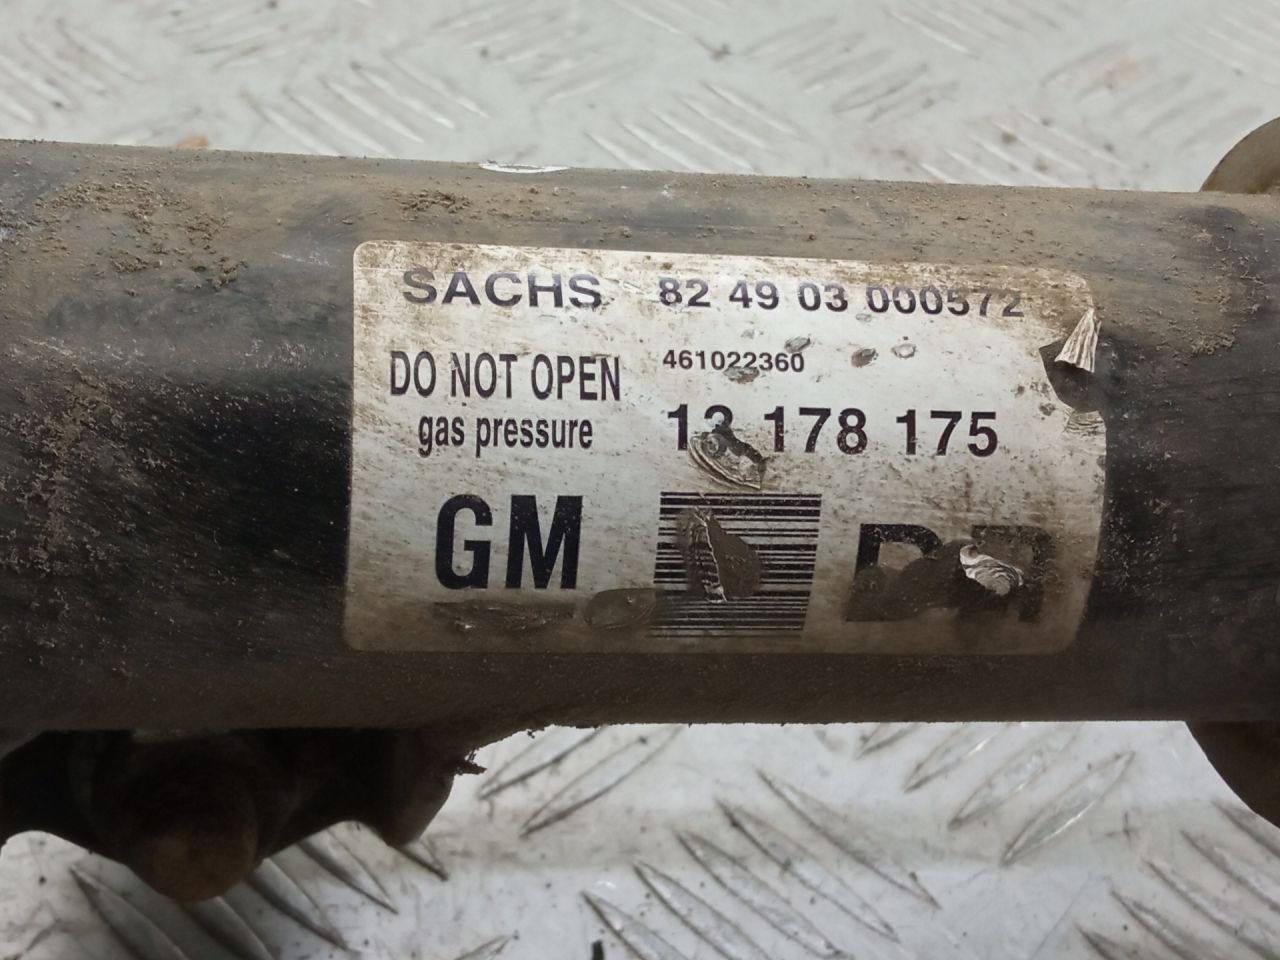 SACHS 82 49 03 000572
DO NOT OPEN 461022360
gas pressure 13 178 175
GM